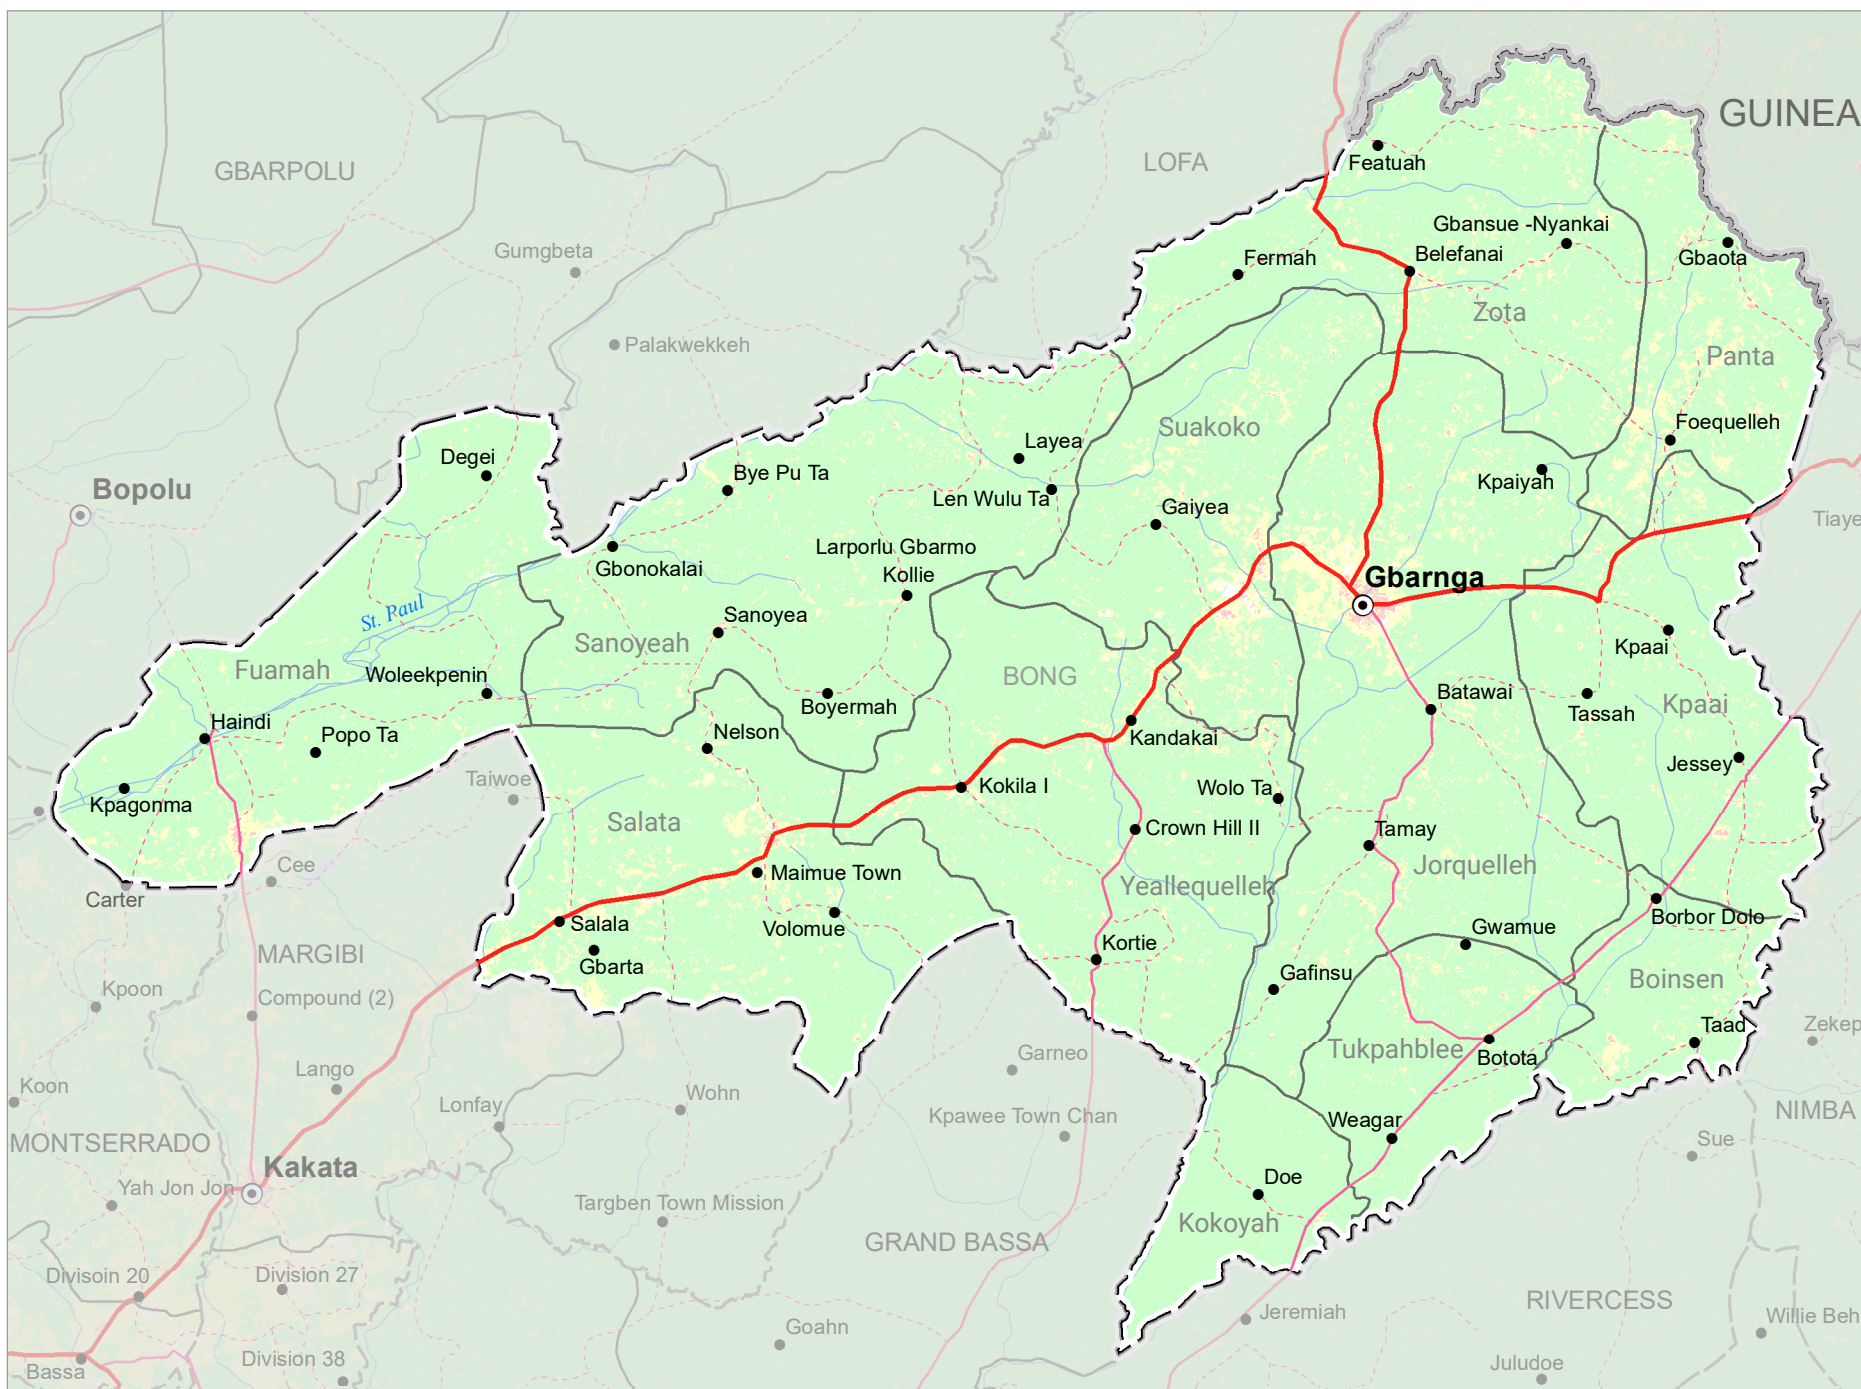 GUINEA
LOFA
GBARPOLU
Featuah
Gbansue -Nyankai
Gumgbeta
Fermah
Belefanai
Gbaota
Zota
Palakwekkeh
Panta
Suakoko
Foequelleh
Degei
Layea
Bye Pu Ta
Kpaiyah
Bopolu
Len Wulu Ta
Gaiyea
Tiaye
Larporlu Gbarmo
Kollie
Gbonokalai
Gbarnga
St. Paul
Sanoyea
Sanoyeah
Kpaai
Fuamah
Woleekpenin
BONG
Batawai
Kpaai
Boyermah
Tassah
Haindi
Popo Ta
Nelson
Kandakai
Jessey
Taiwoe
Kokila I
Wolo Ta
Kpagonma
Salata
Crown Hill II
Tamay
Cee
Maimue Town
Jorquelleh
Carter
Yeallequelleh
Salala
Volomue
Borbor Dolo
Gwamue
MARGIBI
Kortie
Gbarta
Gafinsu
Boinsen
Kpoon
Compound (2)
Taad
Zekep
Garneo
Tukpahblee
Botota
Lango
Koon
Lonfay
Wohn
Kpawee Town Chan
Weagar
NIMBA
MONTSERRADO
Sue
Kakata
Yah Jon Jon
Doe
Targben Town Mission
Kokoyah
GRAND BASSA
Divisoin 20
Division 27
RIVERCESS
Jeremiah
Willie Beh
Goahn
Bassa
Division 38
Juludoe